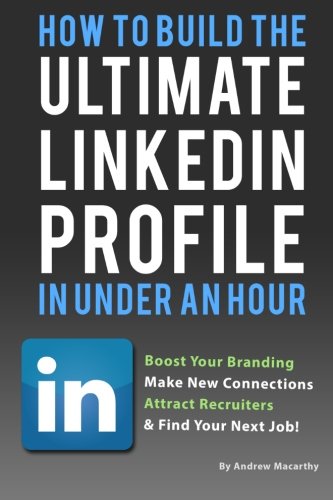 HOW TO BUILD THE
ULTIMATE
LINKEDIN
PROFILE
IN UNDER AN HOUR
in
Boost Your Branding
Make New Connections
Attract Recruiters
& Find Your Next Job!
By Andrew Macarthy